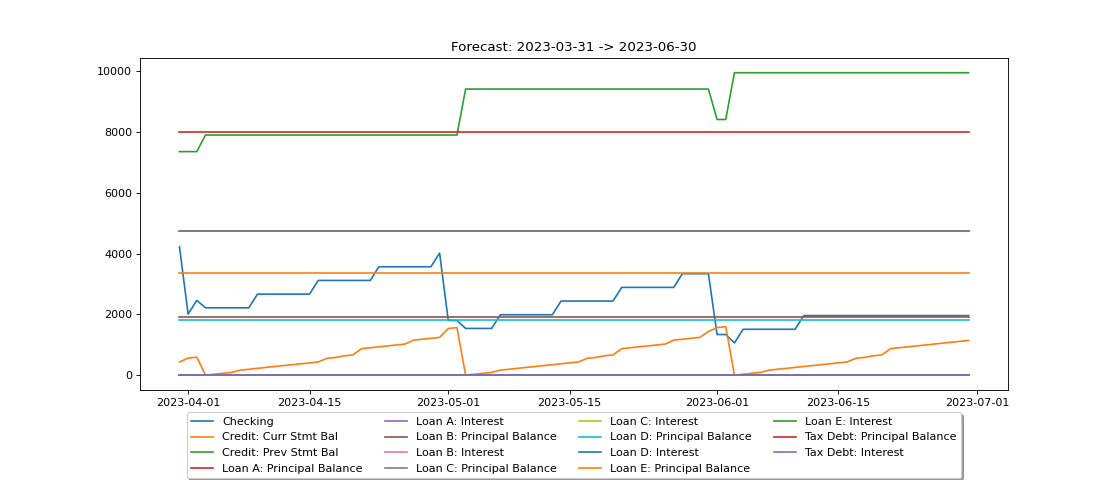 Forecast: 2023-03-31 -> 2023-06-30
10000
8000
6000
4000
2000
0
2023-04-01 2023-04-15 2023-05-01 2023-05-15 2023-06-01 2023-06-15 2023-07-01
Checking Loan A: Interest Loan C: Interest Loan E: Interest
Credit: Curr Stmt Bal Loan B: Principal Balance Loan D: Principal Balance Tax Debt: Principal Balance
Credit: Prev Stmt Bal Loan B: Interest Loan D: Interest Tax Debt: Interest
Loan A: Principal Balance Loan C: Principal Balance Loan E: Principal Balance